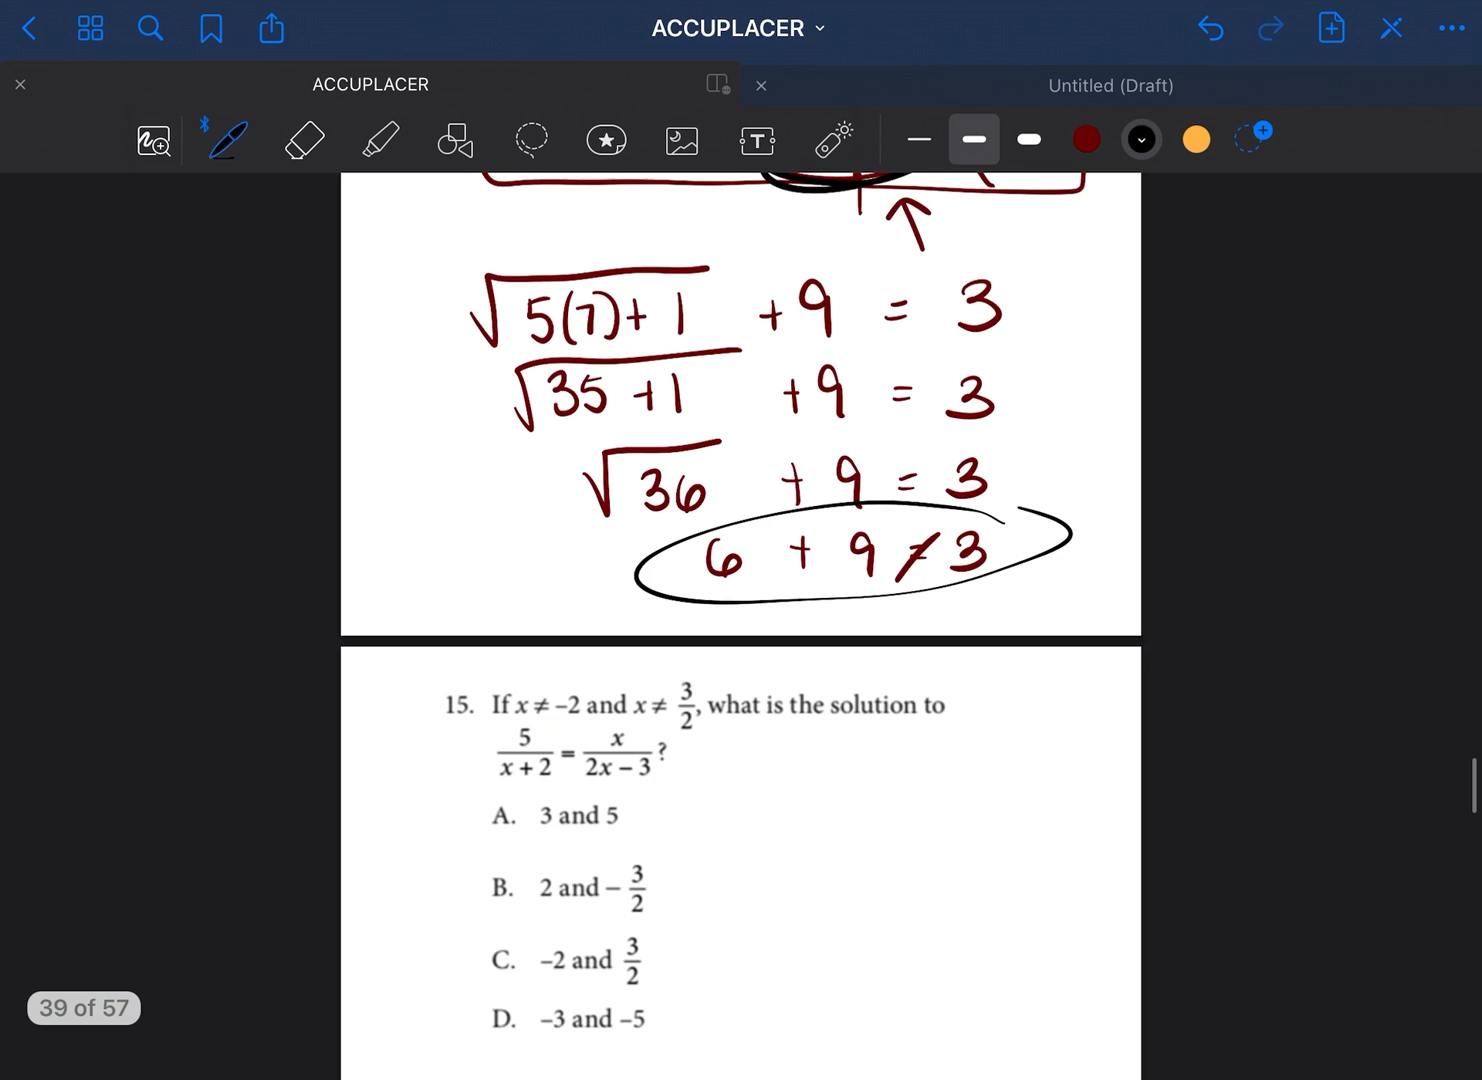 ACCUPLACER
ACCUPLACER
Untitled (Draft)
√5(7)+1 + 9 = 3
√35 + 1 + 9 = 3
√36 + 9 = 3
6 + 9 ≠ 3
15. If x ≠ –2 and x ≠ 3/2, what is the solution to
5/(x + 2) = x/(2x – 3) ?
A. 3 and 5
B. 2 and – 3/2
C. –2 and 3/2
D. –3 and –5
39 of 57